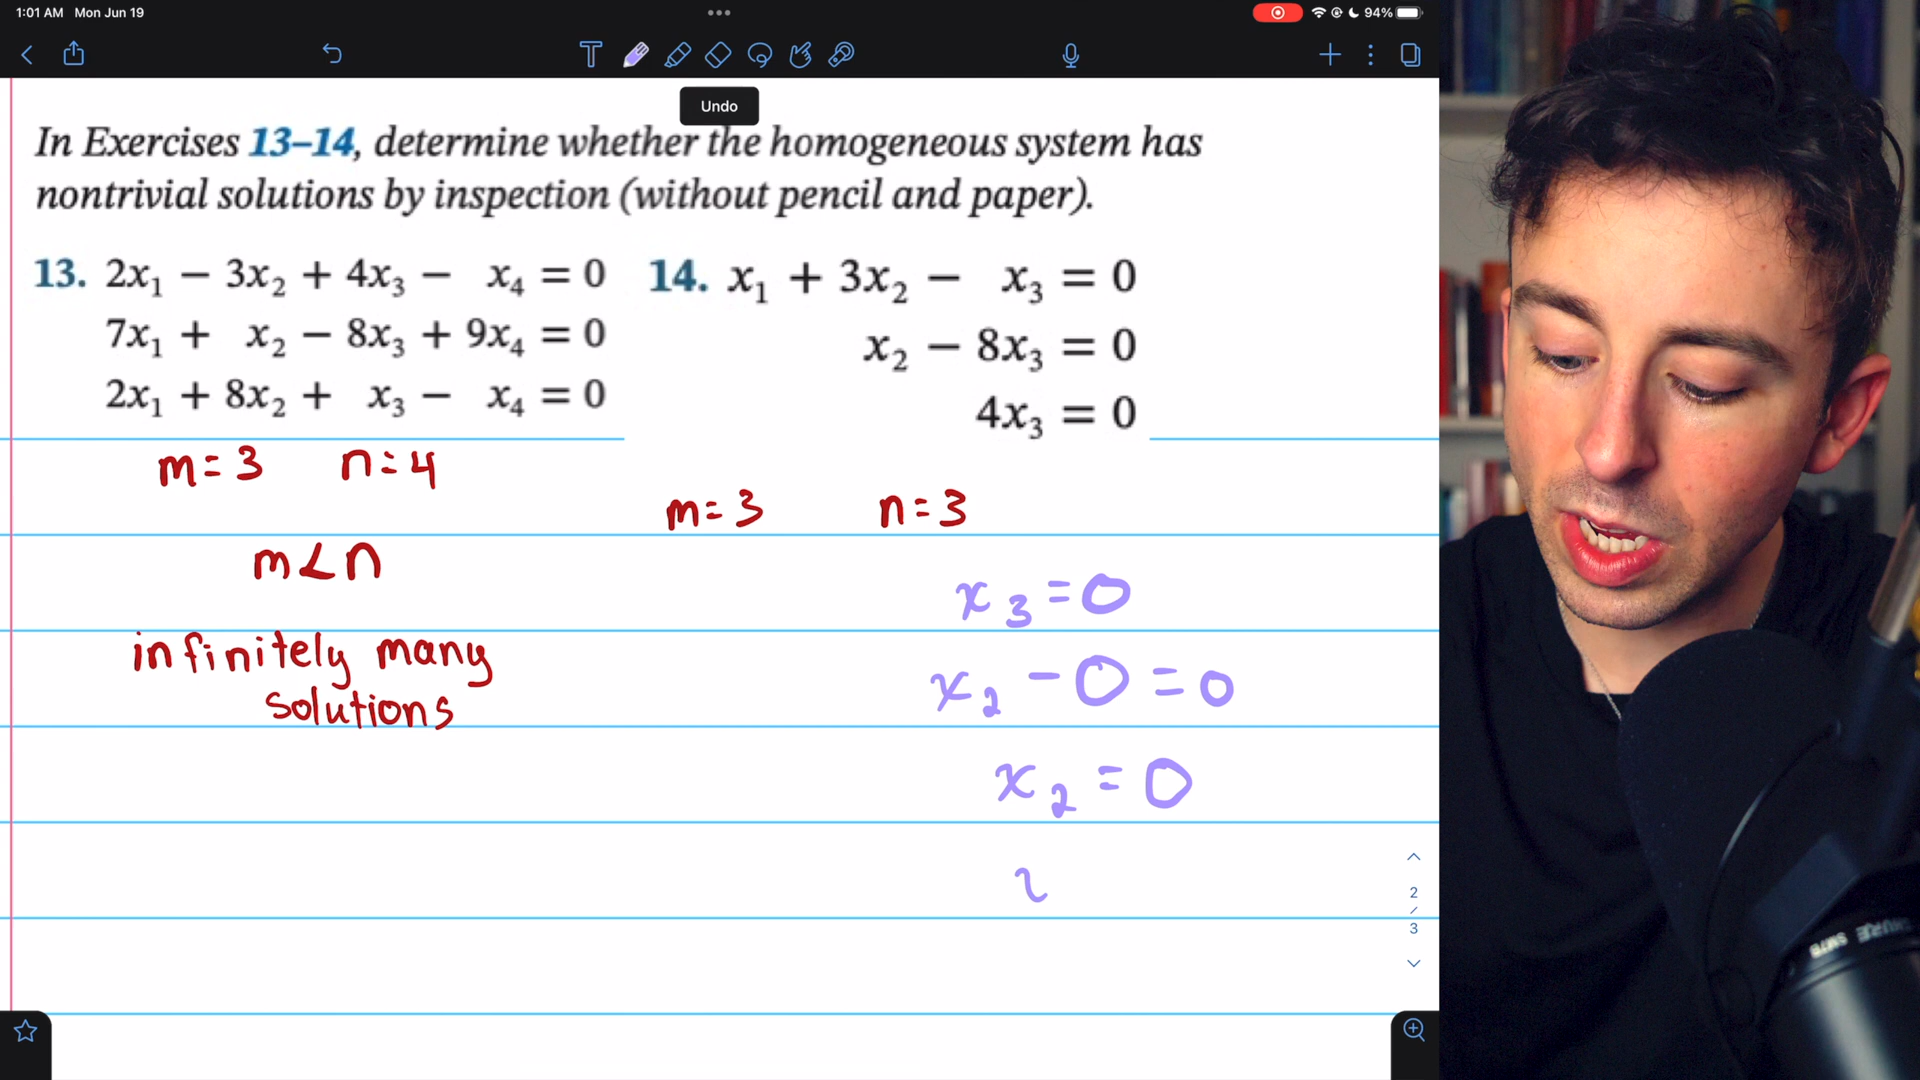 1:01 AM Mon Jun 19
94%
Undo
In Exercises 13–14, determine whether the homogeneous system has
nontrivial solutions by inspection (without pencil and paper).
13. 2x₁ − 3x₂ + 4x₃ − x₄ = 0
7x₁ + x₂ − 8x₃ + 9x₄ = 0
2x₁ + 8x₂ + x₃ − x₄ = 0
m = 3 n = 4
m < n
infinitely many
solutions
14. x₁ + 3x₂ − x₃ = 0
x₂ − 8x₃ = 0
4x₃ = 0
m = 3 n = 3
x₃ = 0
x₂ − 0 = 0
x₂ = 0
2
/
3
SHURE SM7B